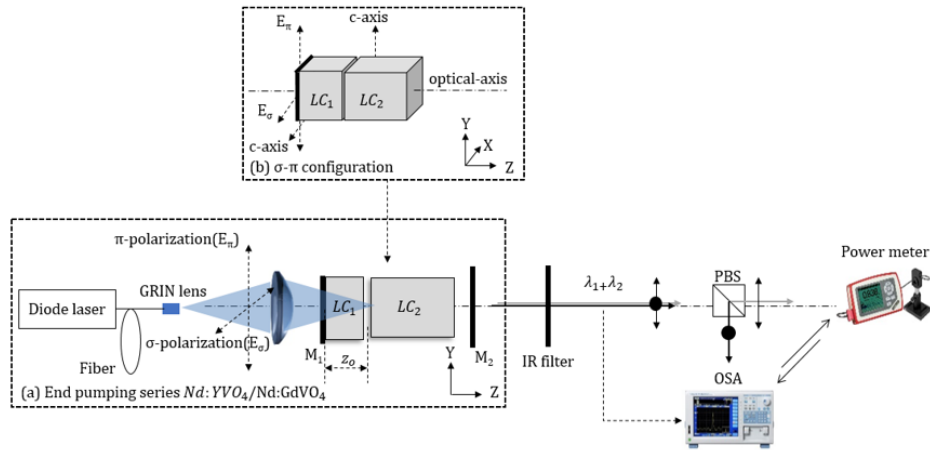 E_π
c-axis
optical-axis
LC_1
LC_2
E_σ
c-axis
Y
X
Z
(b) σ-π configuration
π-polarization(E_π)
GRIN lens
Diode laser
Fiber
σ-polarization(E_σ)
LC_1
LC_2
M_1
z_o
M_2
Y
Z
(a) End pumping series Nd:YVO_4/Nd:GdVO_4
IR filter
λ_1+λ_2
PBS
Power meter
OSA